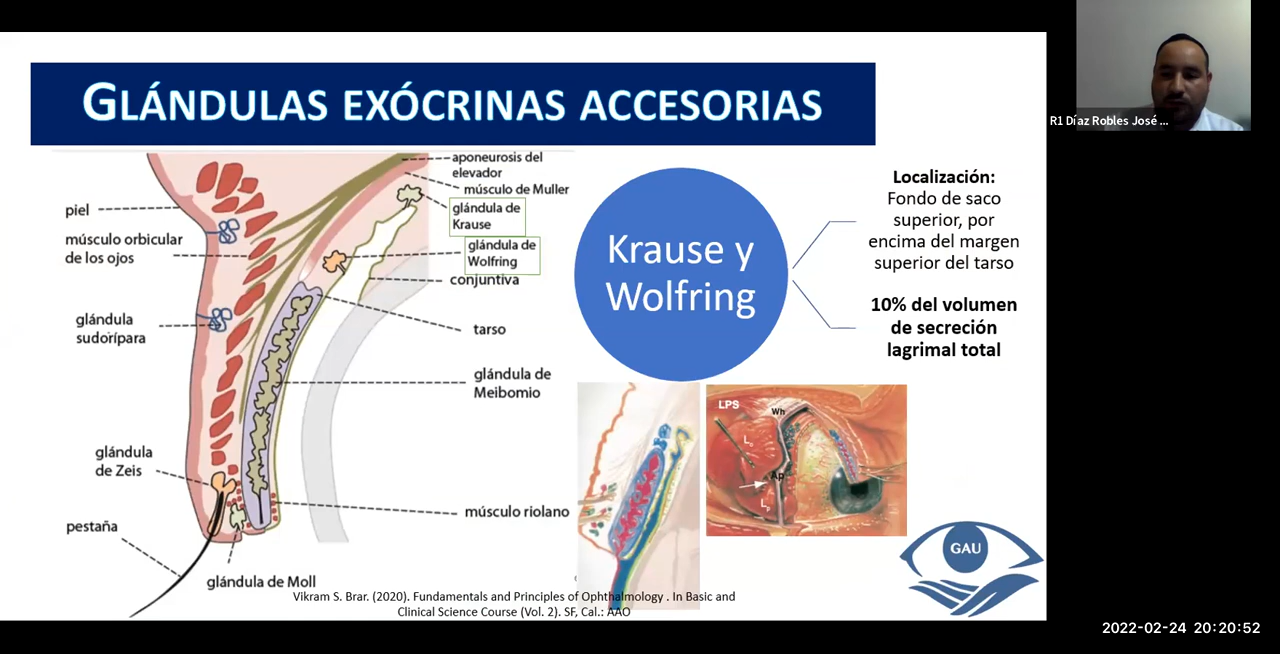 GLÁNDULAS EXÓCRINAS ACCESORIAS
R1 Díaz Robles José ...
aponeurosis del
elevador
músculo de Muller
glándula de
Krause
glándula de
Wolfring
conjuntiva
tarso
glándula de
Meibomio
músculo riolano
piel
músculo orbicular
de los ojos
glándula
sudorípara
glándula
de Zeis
pestaña
glándula de Moll
Krause y
Wolfring
Localización:
Fondo de saco
superior, por
encima del margen
superior del tarso
10% del volumen
de secreción
lagrimal total
LPS
Wh
Lo
Ap
Lp
GAU
Vikram S. Brar. (2020). Fundamentals and Principles of Ophthalmology . In Basic and
Clinical Science Course (Vol. 2). SF, Cal.: AAO
2022-02-24 20:20:52